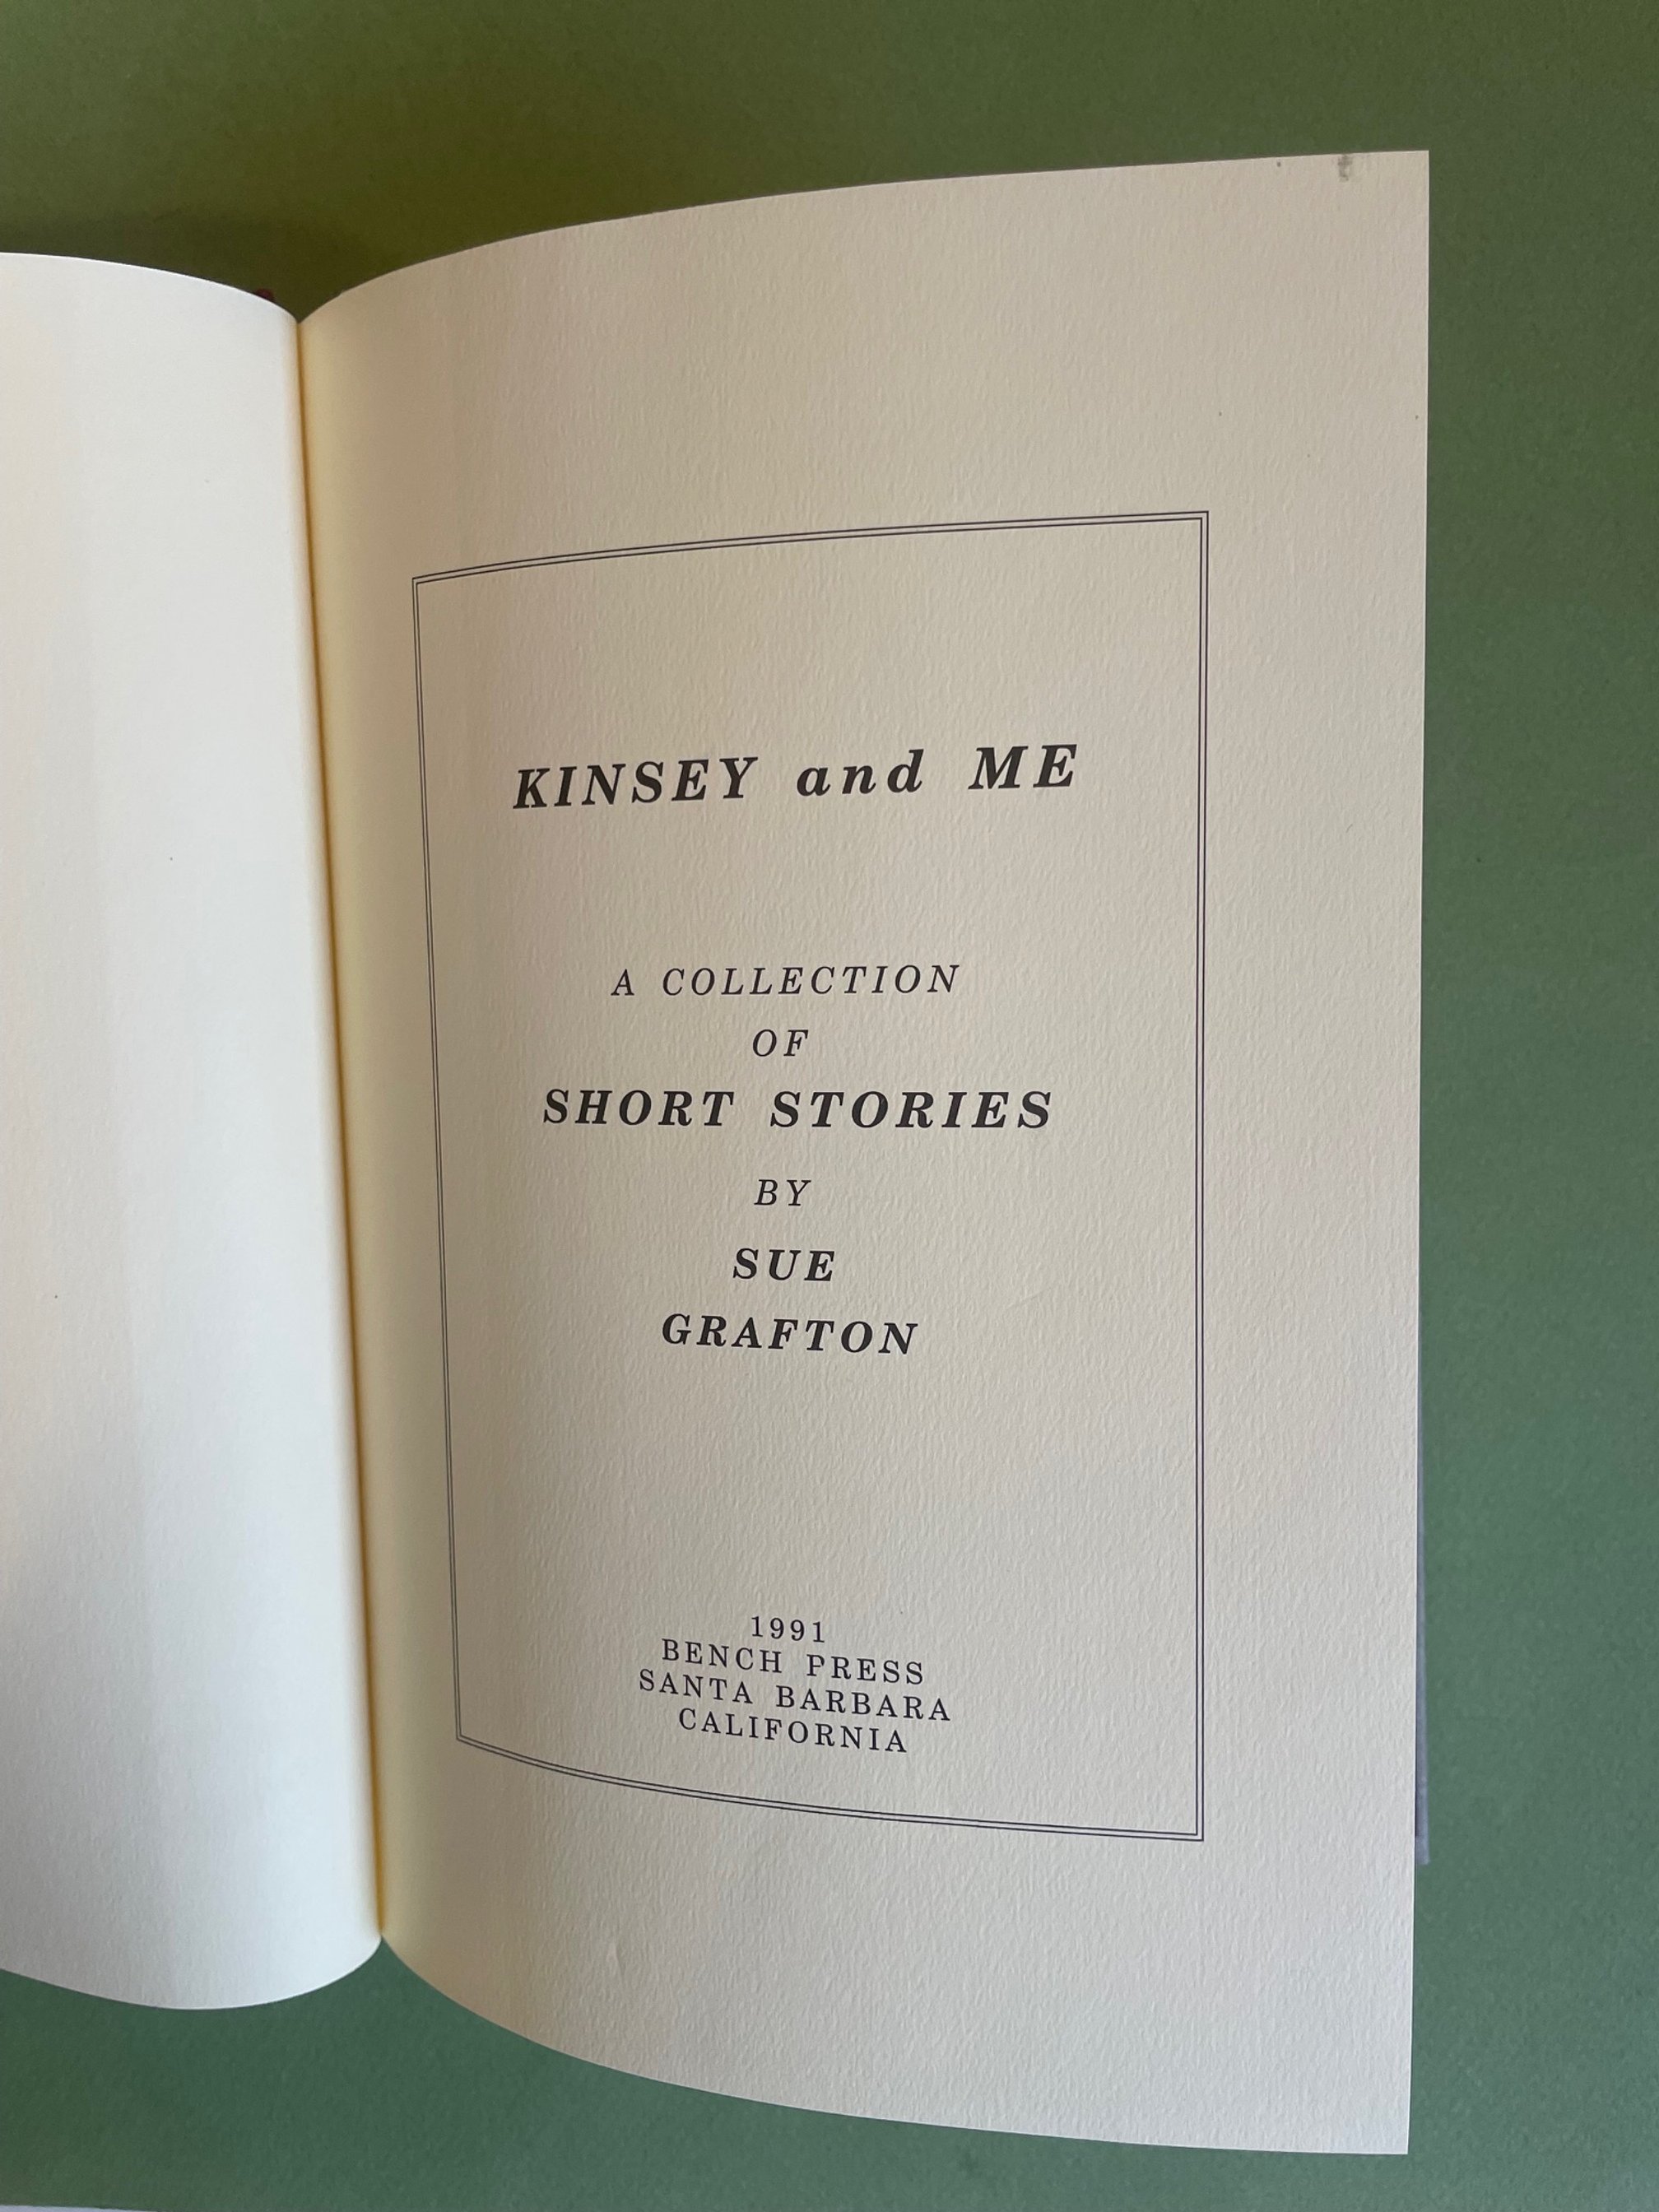 KINSEY and ME
A COLLECTION
OF
SHORT STORIES
BY
SUE
GRAFTON
1991
BENCH PRESS
SANTA BARBARA
CALIFORNIA